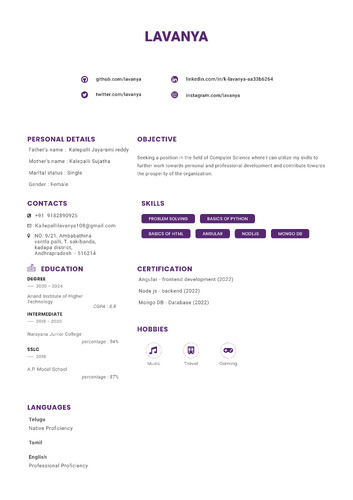 LAVANYA
github.com/lavanya
linkedin.com/in/k-lavanya-aa33b6264
twitter.com/lavanya
instagram.com/lavanya
PERSONAL DETAILS
Father's name : Kalepalli Jayarami reddy
Mother's name : Kalepalli Sujatha
Marital status : Single
Gender : Female
OBJECTIVE
Seeking a position in the field of Computer Science where I can utilize my skills to
further work towards personal and professional development and contribute towards
the prosperity of the organization.
CONTACTS
+91 9182890925
Kallepallilavanya108@gmail.com
NO: 9/21, Ambabathina
vantla palli, T. sakibanda,
kadapa district,
Andhrapradesh - 516214
SKILLS
PROBLEM SOLVING
BASICS OF PYTHON
BASICS OF HTML
ANGULAR
NODEJS
MONGO DB
EDUCATION
DEGREE
2020 - 2024
Anand Institute of Higher
Technology
CGPA : 8.8
INTERMEDIATE
2018 - 2020
Narayana Junior College
percentage : 94%
SSLC
2018
A.P. Model School
percentage : 87%
CERTIFICATION
Angular - frontend development (2022)
Node js - backend (2022)
Mongo DB - Database (2022)
HOBBIES
Music
Travel
Gaming
LANGUAGES
Telugu
Native Proficiency
Tamil
English
Professional Proficiency